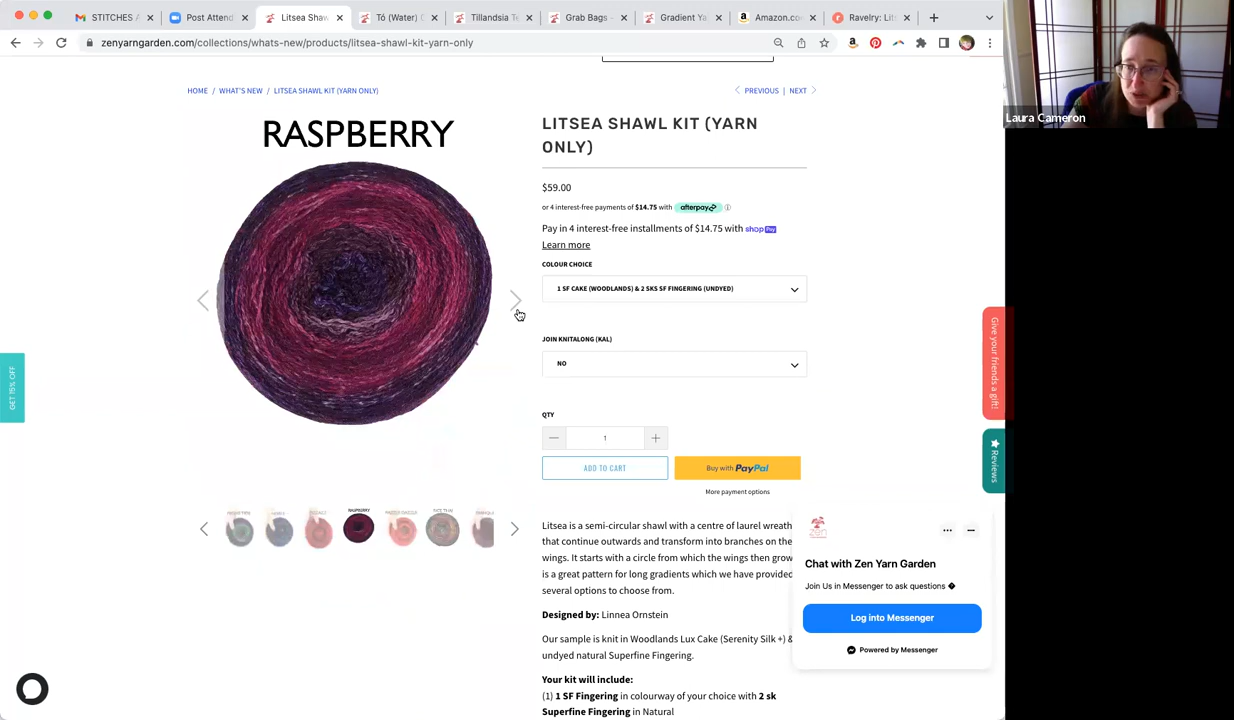 STITCHES A
Post Attend
Litsea Shaw
Tó (Water) C
Tillandsia Te
Grab Bags –
Gradient Ya
Amazon.co
Ravelry: Lit
zenyarngarden.com/collections/whats-new/products/litsea-shawl-kit-yarn-only
Laura Cameron
HOME / WHAT'S NEW / LITSEA SHAWL KIT (YARN ONLY)
PREVIOUS | NEXT
RASPBERRY
LITSEA SHAWL KIT (YARN
ONLY)
$59.00
or 4 interest-free payments of $14.75 with afterpay
Pay in 4 interest-free installments of $14.75 with shop Pay
Learn more
COLOUR CHOICE
1 SF CAKE (WOODLANDS) & 2 SKS SF FINGERING (UNDYED)
JOIN KNITALONG (KAL)
NO
QTY
1
ADD TO CART
Buy with PayPal
More payment options
GET 15% OFF
Give your friends a gift!
Reviews
RASPBERRY
Litsea is a semi-circular shawl with a centre of laurel wreath
that continue outwards and transform into branches on the
wings. It starts with a circle from which the wings then grow
is a great pattern for long gradients which we have provided
several options to choose from.
Designed by: Linnea Ornstein
Our sample is knit in Woodlands Lux Cake (Serenity Silk +) &
undyed natural Superfine Fingering.
Your kit will include:
(1) 1 SF Fingering in colourway of your choice with 2 sk
Superfine Fingering in Natural
Chat with Zen Yarn Garden
Join Us in Messenger to ask questions
Log into Messenger
Powered by Messenger